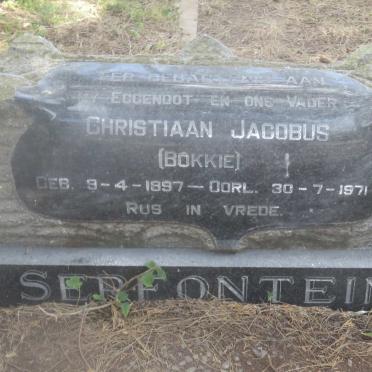 TER GEDAGTENIS AAN
MY EGGENOOT EN ONS VADER
CHRISTIAAN JACOBUS
(BOKKIE)
GEB. 9-4-1897 — OORL. 30-7-1971
RUS IN VREDE.
SERFONTEIN